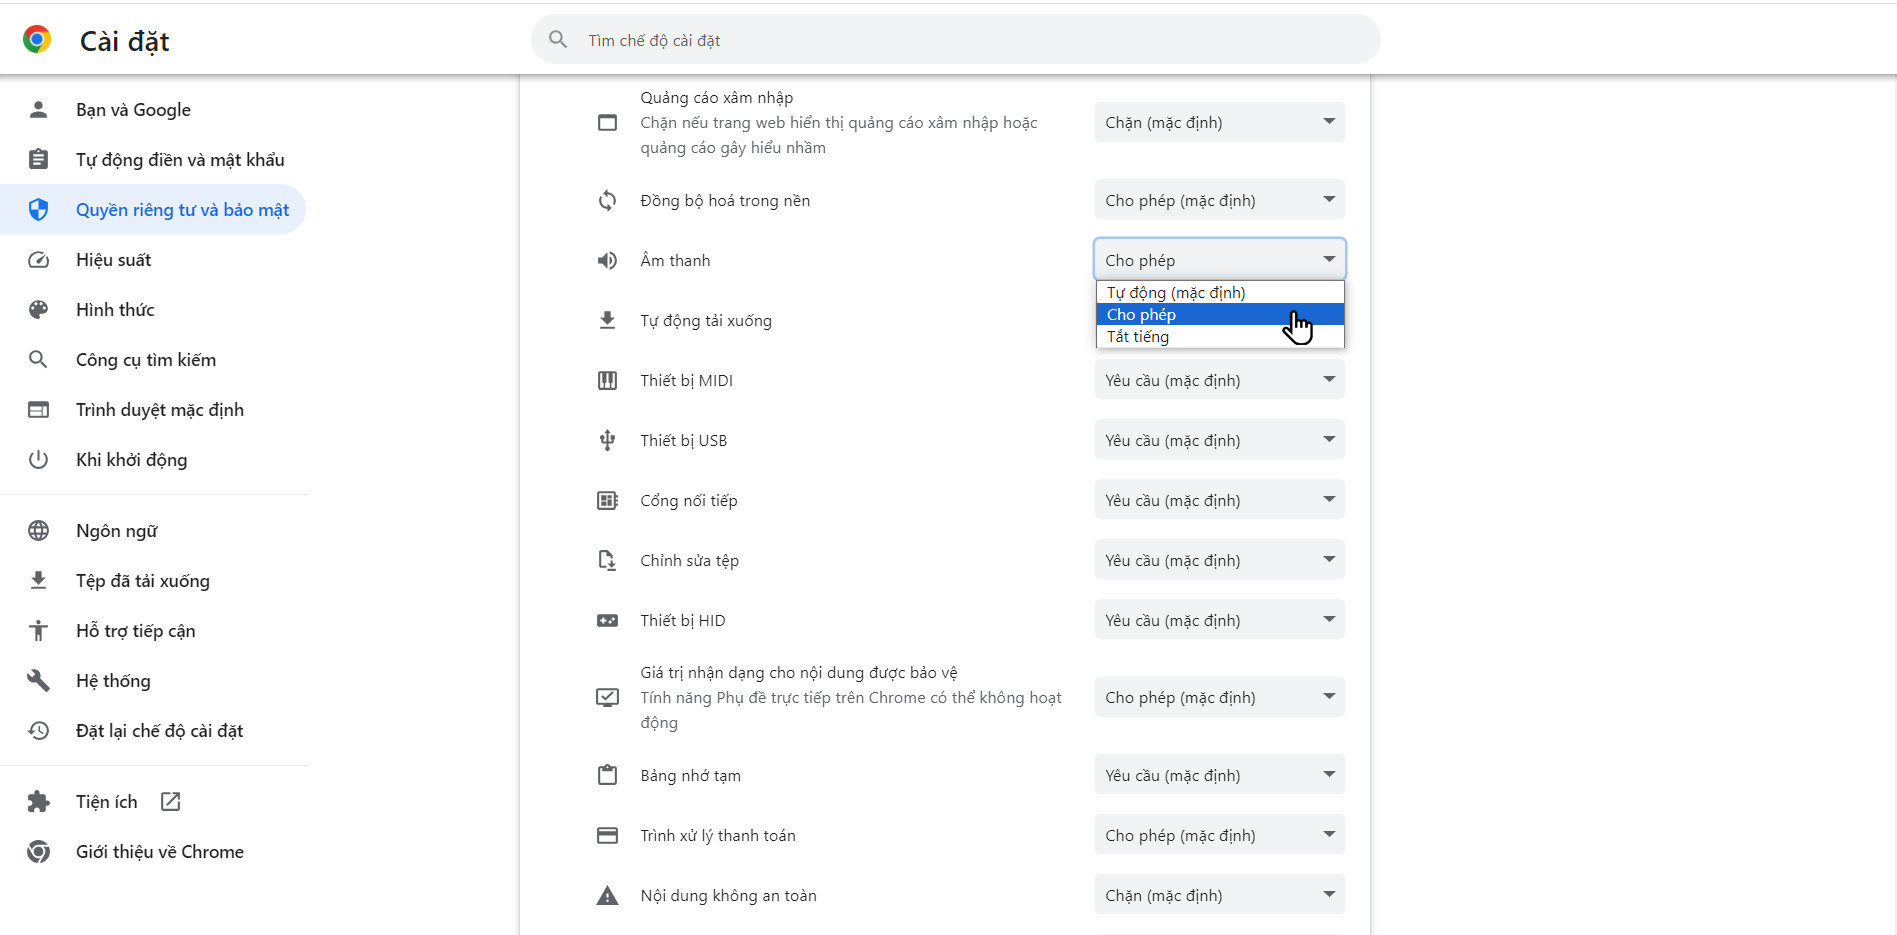 Cài đặt
Tìm chế độ cài đặt
Bạn và Google
Tự động điền và mật khẩu
Quyền riêng tư và bảo mật
Hiệu suất
Hình thức
Công cụ tìm kiếm
Trình duyệt mặc định
Khi khởi động
Ngôn ngữ
Tệp đã tải xuống
Hỗ trợ tiếp cận
Hệ thống
Đặt lại chế độ cài đặt
Tiện ích
Giới thiệu về Chrome
Quảng cáo xâm nhập
Chặn nếu trang web hiển thị quảng cáo xâm nhập hoặc
quảng cáo gây hiểu nhầm
Chặn (mặc định)
Đồng bộ hoá trong nền
Cho phép (mặc định)
Âm thanh
Cho phép
Tự động (mặc định)
Cho phép
Tắt tiếng
Tự động tải xuống
Thiết bị MIDI
Yêu cầu (mặc định)
Thiết bị USB
Yêu cầu (mặc định)
Cổng nối tiếp
Yêu cầu (mặc định)
Chỉnh sửa tệp
Yêu cầu (mặc định)
Thiết bị HID
Yêu cầu (mặc định)
Giá trị nhận dạng cho nội dung được bảo vệ
Tính năng Phụ đề trực tiếp trên Chrome có thể không hoạt
động
Cho phép (mặc định)
Bảng nhớ tạm
Yêu cầu (mặc định)
Trình xử lý thanh toán
Cho phép (mặc định)
Nội dung không an toàn
Chặn (mặc định)